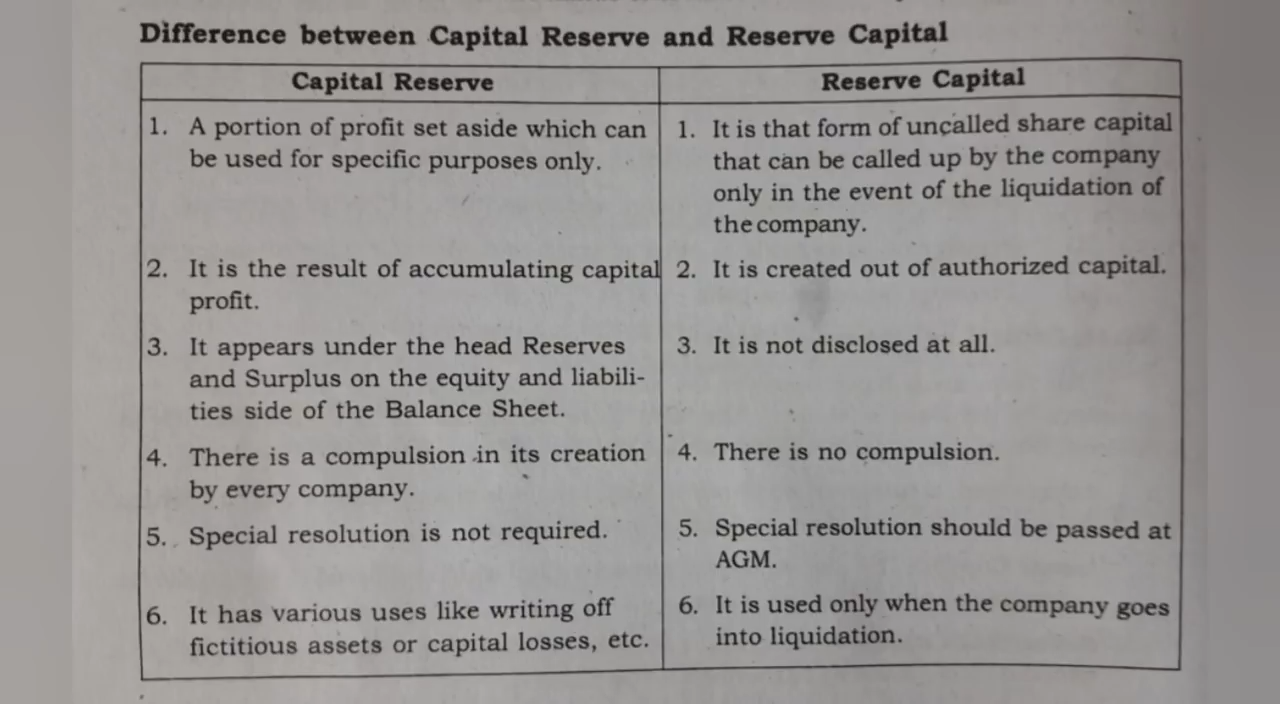 Difference between Capital Reserve and Reserve Capital
Capital Reserve
Reserve Capital
1. A portion of profit set aside which can
be used for specific purposes only.
1. It is that form of uncalled share capital
that can be called up by the company
only in the event of the liquidation of
the company.
2. It is the result of accumulating capital
profit.
2. It is created out of authorized capital.
3. It appears under the head Reserves
and Surplus on the equity and liabili-
ties side of the Balance Sheet.
3. It is not disclosed at all.
4. There is a compulsion in its creation
by every company.
4. There is no compulsion.
5. Special resolution is not required.
5. Special resolution should be passed at
AGM.
6. It has various uses like writing off
fictitious assets or capital losses, etc.
6. It is used only when the company goes
into liquidation.